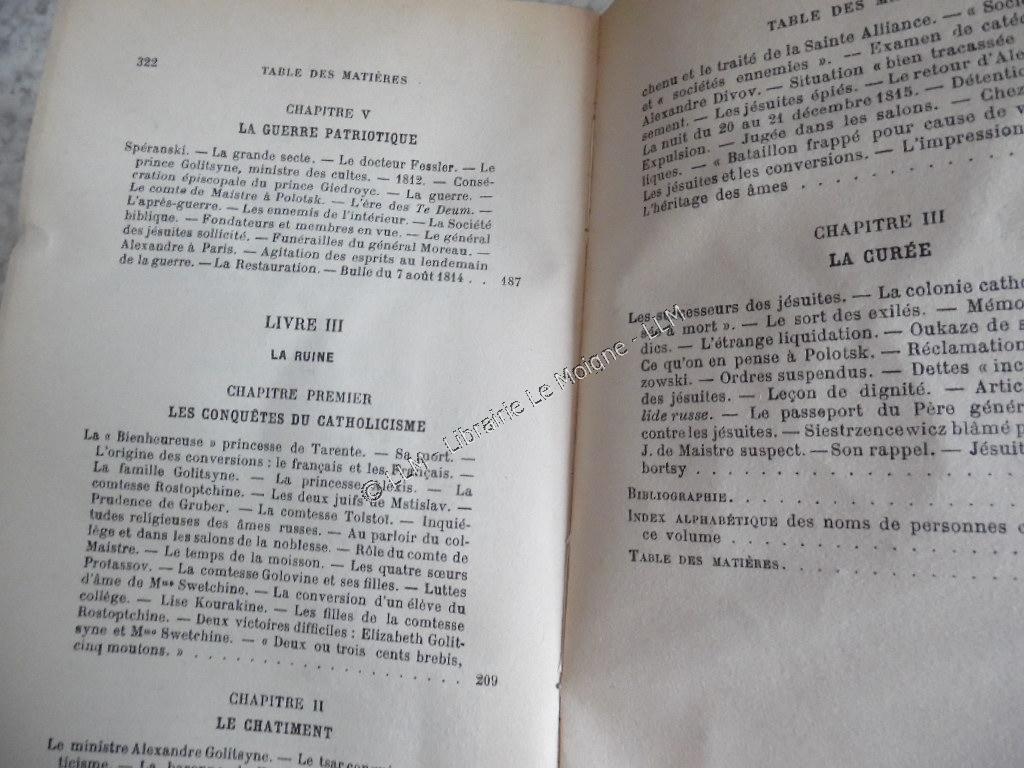 322
TABLE DES MATIÈRES
CHAPITRE V
LA GUERRE PATRIOTIQUE
Spéranski. — La grande secte. — Le docteur Fessler. — Le
prince Golitsyne, ministre des cultes. — 1812. — Consé-
cration épiscopale du prince Giedroyc. — La guerre. —
Le comte de Maistre à Polotsk. — L'ère des Te Deum. —
L'après-guerre. — Les ennemis de l'intérieur. — La Société
biblique. — Fondateurs et membres en vue. — Le général
des jésuites sollicité. — Funérailles du général Moreau. —
Alexandre à Paris. — Agitation des esprits au lendemain
de la guerre. — La Restauration. — Bulle du 7 août 1814 . . 187
LIVRE III
LA RUINE
CHAPITRE PREMIER
LES CONQUÊTES DU CATHOLICISME
La « Bienheureuse » princesse de Tarente. — Sa mort. —
L'origine des conversions : le français et les Français. —
La famille Golitsyne. — La princesse Alexis. — La
comtesse Rostoptchine. — Les deux juifs de Mstislav. —
Prudence de Gruber. — La comtesse Tolstoï. — Inquié-
tudes religieuses des âmes russes. — Au parloir du col-
lège et dans les salons de la noblesse. — Rôle du comte de
Maistre. — Le temps de la moisson. — Les quatre sœurs
Protassov. — La comtesse Golovine et ses filles. — Luttes
d'âme de Mme Swetchine. — La conversion d'un élève du
collège. — Lise Kourakine. — Les filles de la comtesse
Rostoptchine. — Deux victoires difficiles : Elizabeth Golit-
syne et Mme Swetchine. — « Deux ou trois cents brebis,
cinq moutons. » . . . . . . . . . . . . . . . . . . 209
CHAPITRE II
LE CHATIMENT
Le ministre Alexandre Golitsyne. — Le tsar
ticisme. — La
TABLE DES
chenu et le traité de la Sainte Alliance. — « Socié
et « sociétés ennemies ». — Examen de
Alexandre Divov. — Situation « bien tracassée
sement. — Les jésuites épiés. — Le retour d'Ale
La nuit du 20 au 21 décembre 1815. — Détenti
Expulsion. — Jugée dans les salons. — Chez
liques. — « Bataillon frappé pour cause de v
Les jésuites et les conversions. — L'impression
L'héritage des âmes . . . . . . . . . .
CHAPITRE III
LA CURÉE
Les successeurs des jésuites. — La colonie catho
à mort ». — Le sort des exilés. — Mémo
dics. — L'étrange liquidation. — Oukaze de s
Ce qu'on en pense à Polotsk. — Réclamation
zowski. — Ordres suspendus. — Dettes « inc
des jésuites. — Leçon de dignité. — Artic
lide russe. — Le passeport du Père génér
contre les jésuites. — Siestrzencewicz blâmé p
J. de Maistre suspect. — Son rappel. — Jésuit
bortsy . . . . . . . . . . . . . . .
BIBLIOGRAPHIE. . . . . . . . . . . . .
INDEX ALPHABÉTIQUE des noms de personnes c
ce volume . . . . . . . . . . . . .
TABLE DES MATIÈRES. . . . . . . . . . .
© LLM - Librairie Le Moigne - LLM